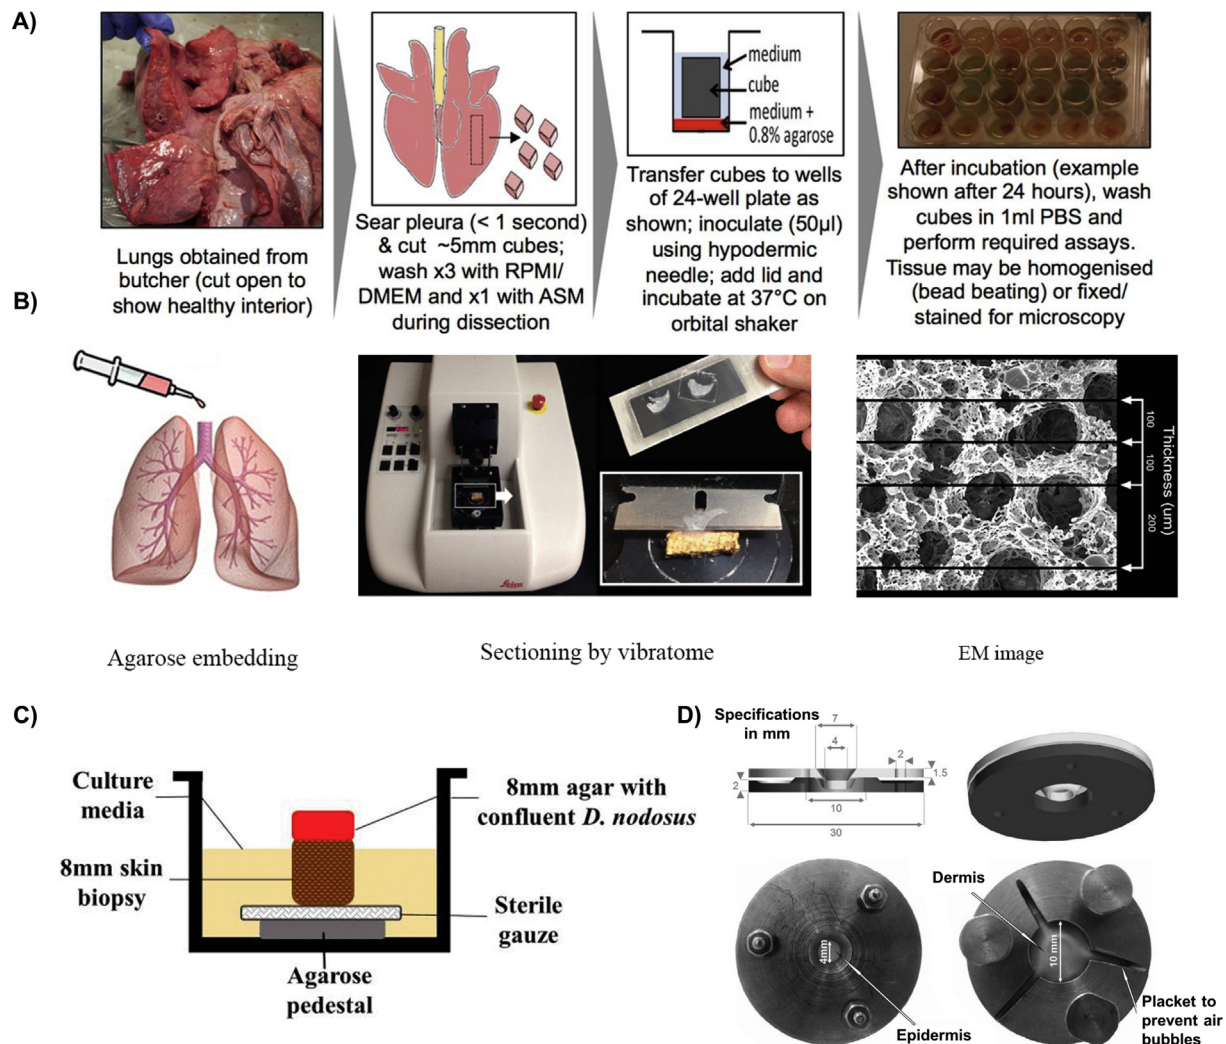 A)
Lungs obtained from
butcher (cut open to
show healthy interior)
Sear pleura (< 1 second)
& cut ~5mm cubes;
wash x3 with RPMI/
DMEM and x1 with ASM
during dissection
medium
cube
medium +
0.8% agarose
Transfer cubes to wells
of 24-well plate as
shown; inoculate (50µl)
using hypodermic
needle; add lid and
incubate at 37°C on
orbital shaker
After incubation (example
shown after 24 hours), wash
cubes in 1ml PBS and
perform required assays.
Tissue may be homogenised
(bead beating) or fixed/
stained for microscopy
B)
Leica
100
100
200
Thickness (um)
Agarose embedding
Sectioning by vibratome
EM image
C)
Culture
media
8mm skin
biopsy
8mm agar with
confluent D. nodosus
Sterile
gauze
Agarose
pedestal
D)
Specifications
in mm
7
4
2
1.5
2
10
30
4mm
Epidermis
Dermis
10 mm
Placket to
prevent air
bubbles